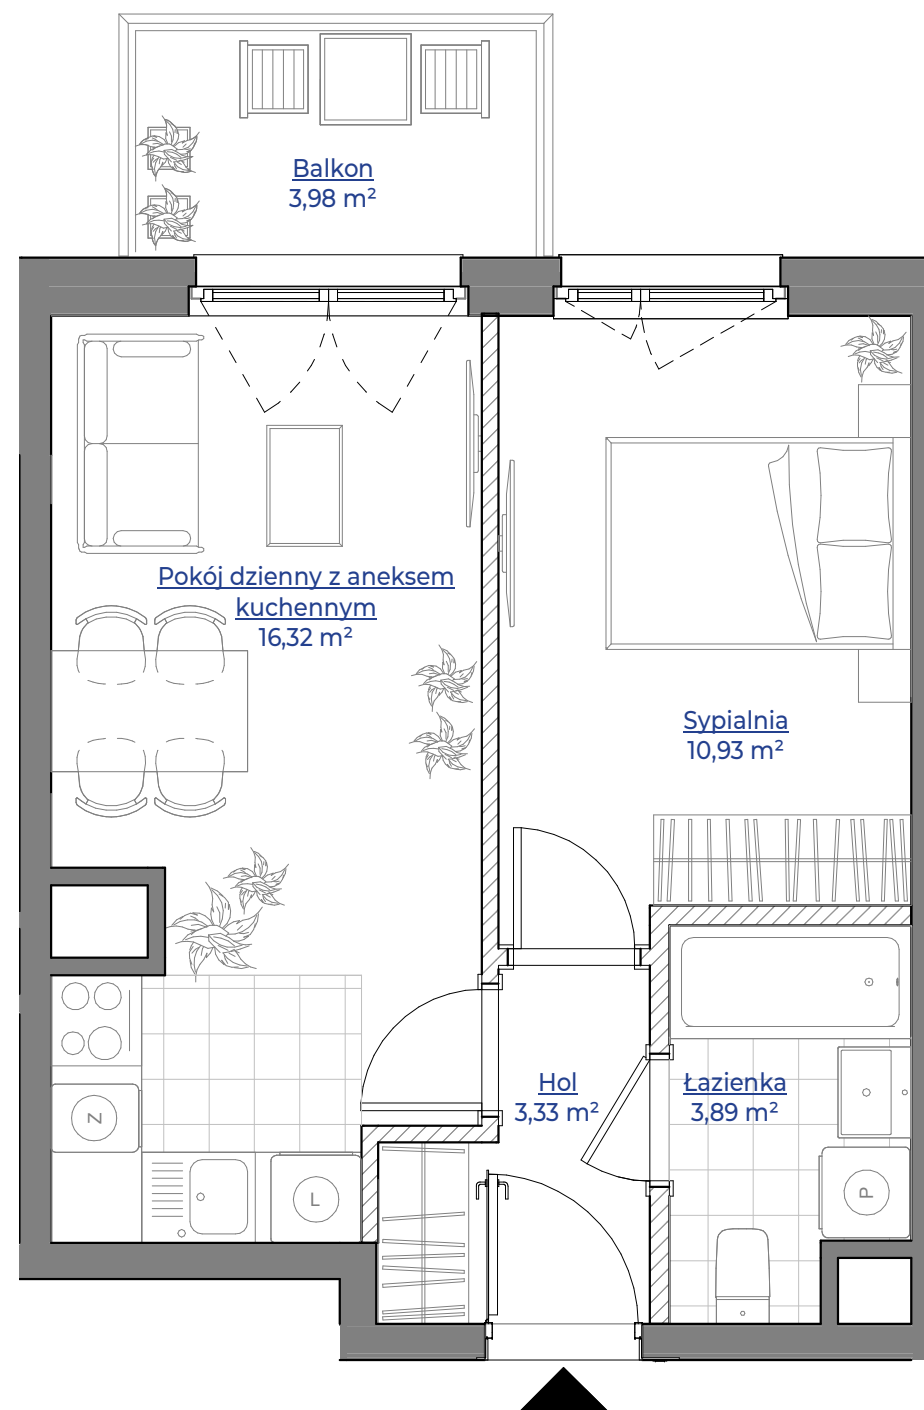 Balkon
3,98 m²
Pokój dzienny z aneksem
kuchennym
16,32 m²
Sypialnia
10,93 m²
Hol
3,33 m²
Łazienka
3,89 m²
Z
L
P